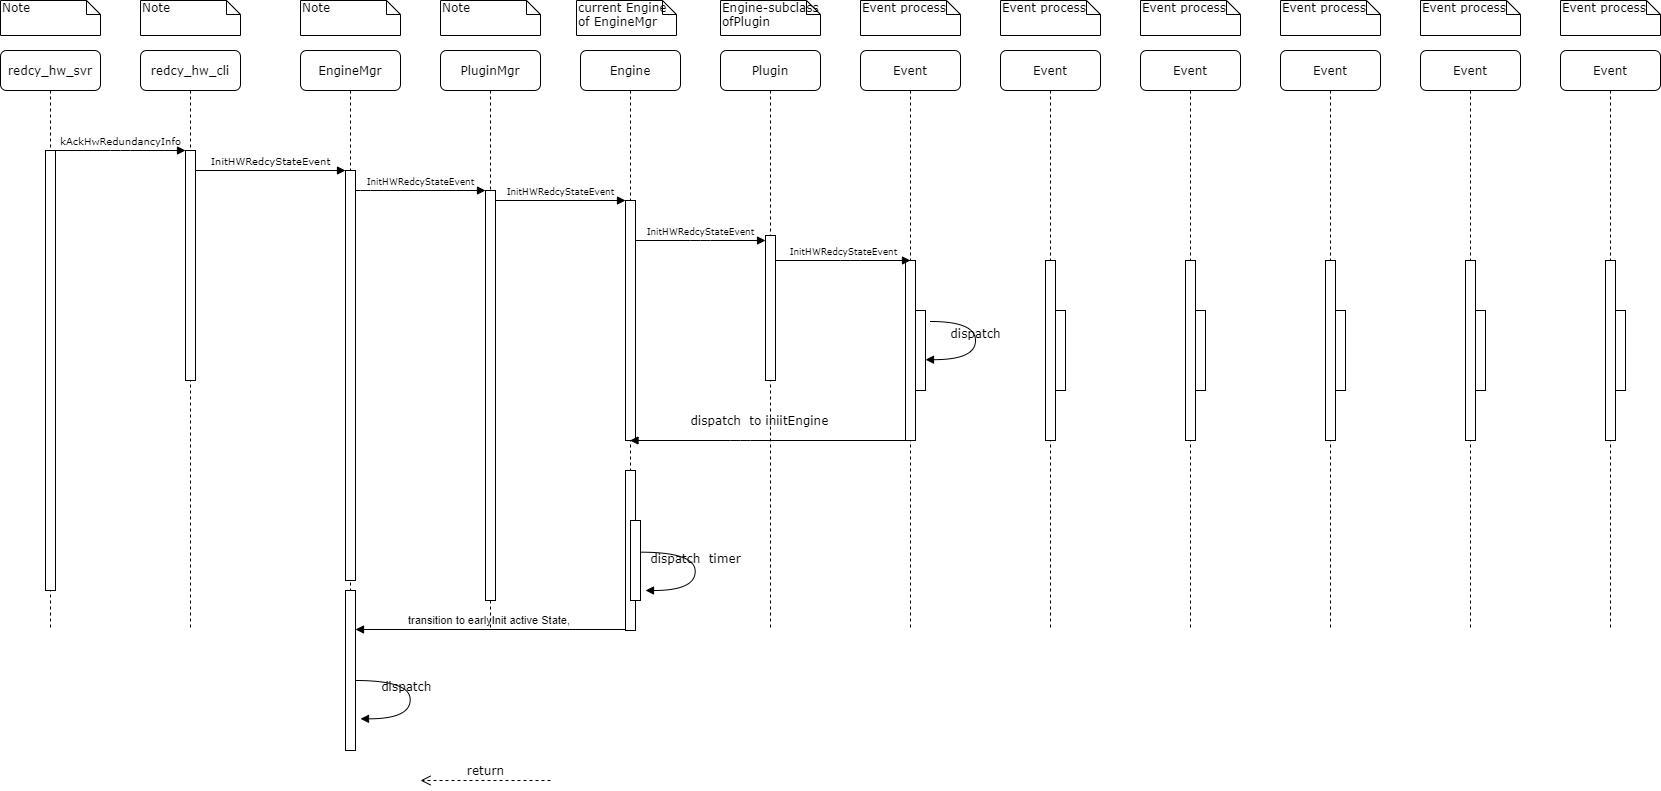 Note
Note
Note
Note
current Engine
of EngineMgr
Engine-subclass
ofPlugin
Event process
Event process
Event process
Event process
Event process
Event process
redcy_hw_svr
redcy_hw_cli
EngineMgr
PluginMgr
Engine
Plugin
Event
Event
Event
Event
Event
Event
kAckHwRedundancyInfo
InitHWRedcyStateEvent
InitHWRedcyStateEvent
InitHWRedcyStateEvent
InitHWRedcyStateEvent
InitHWRedcyStateEvent
dispatch
dispatch to iniitEngine
dispatch timer
transition to earlyInit active State,
dispatch
return